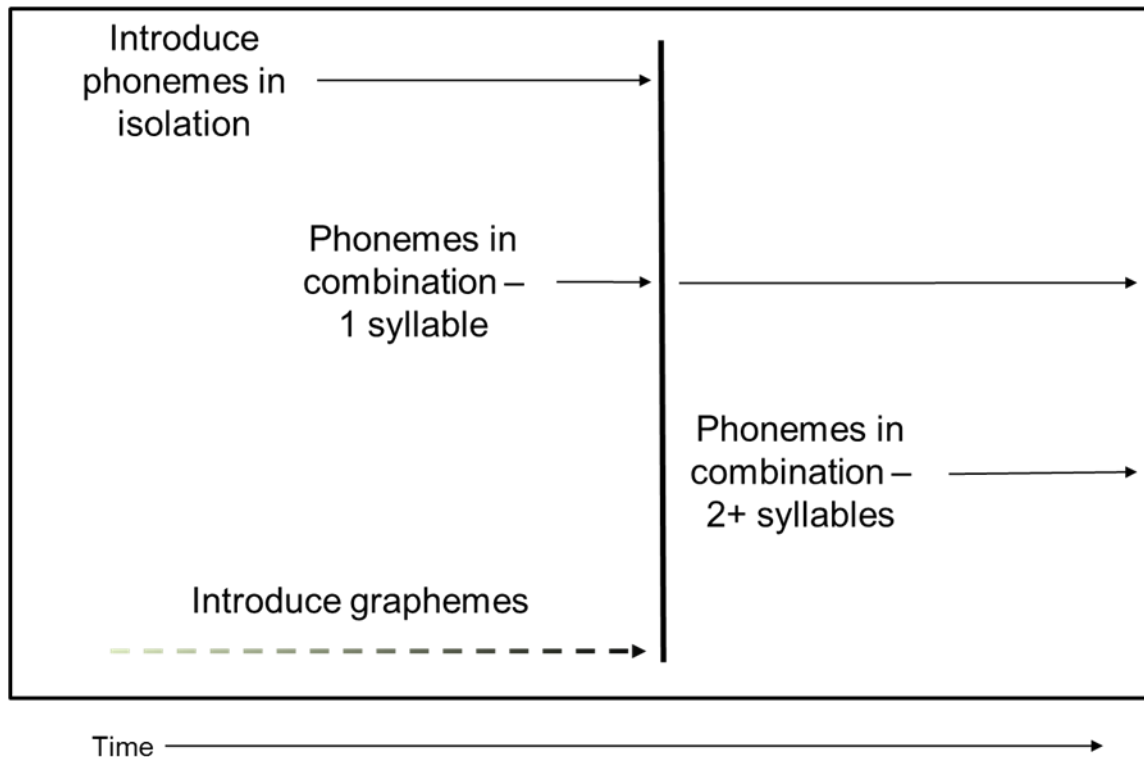 Introduce
phonemes in
isolation
Phonemes in
combination –
1 syllable
Phonemes in
combination –
2+ syllables
Introduce graphemes
Time